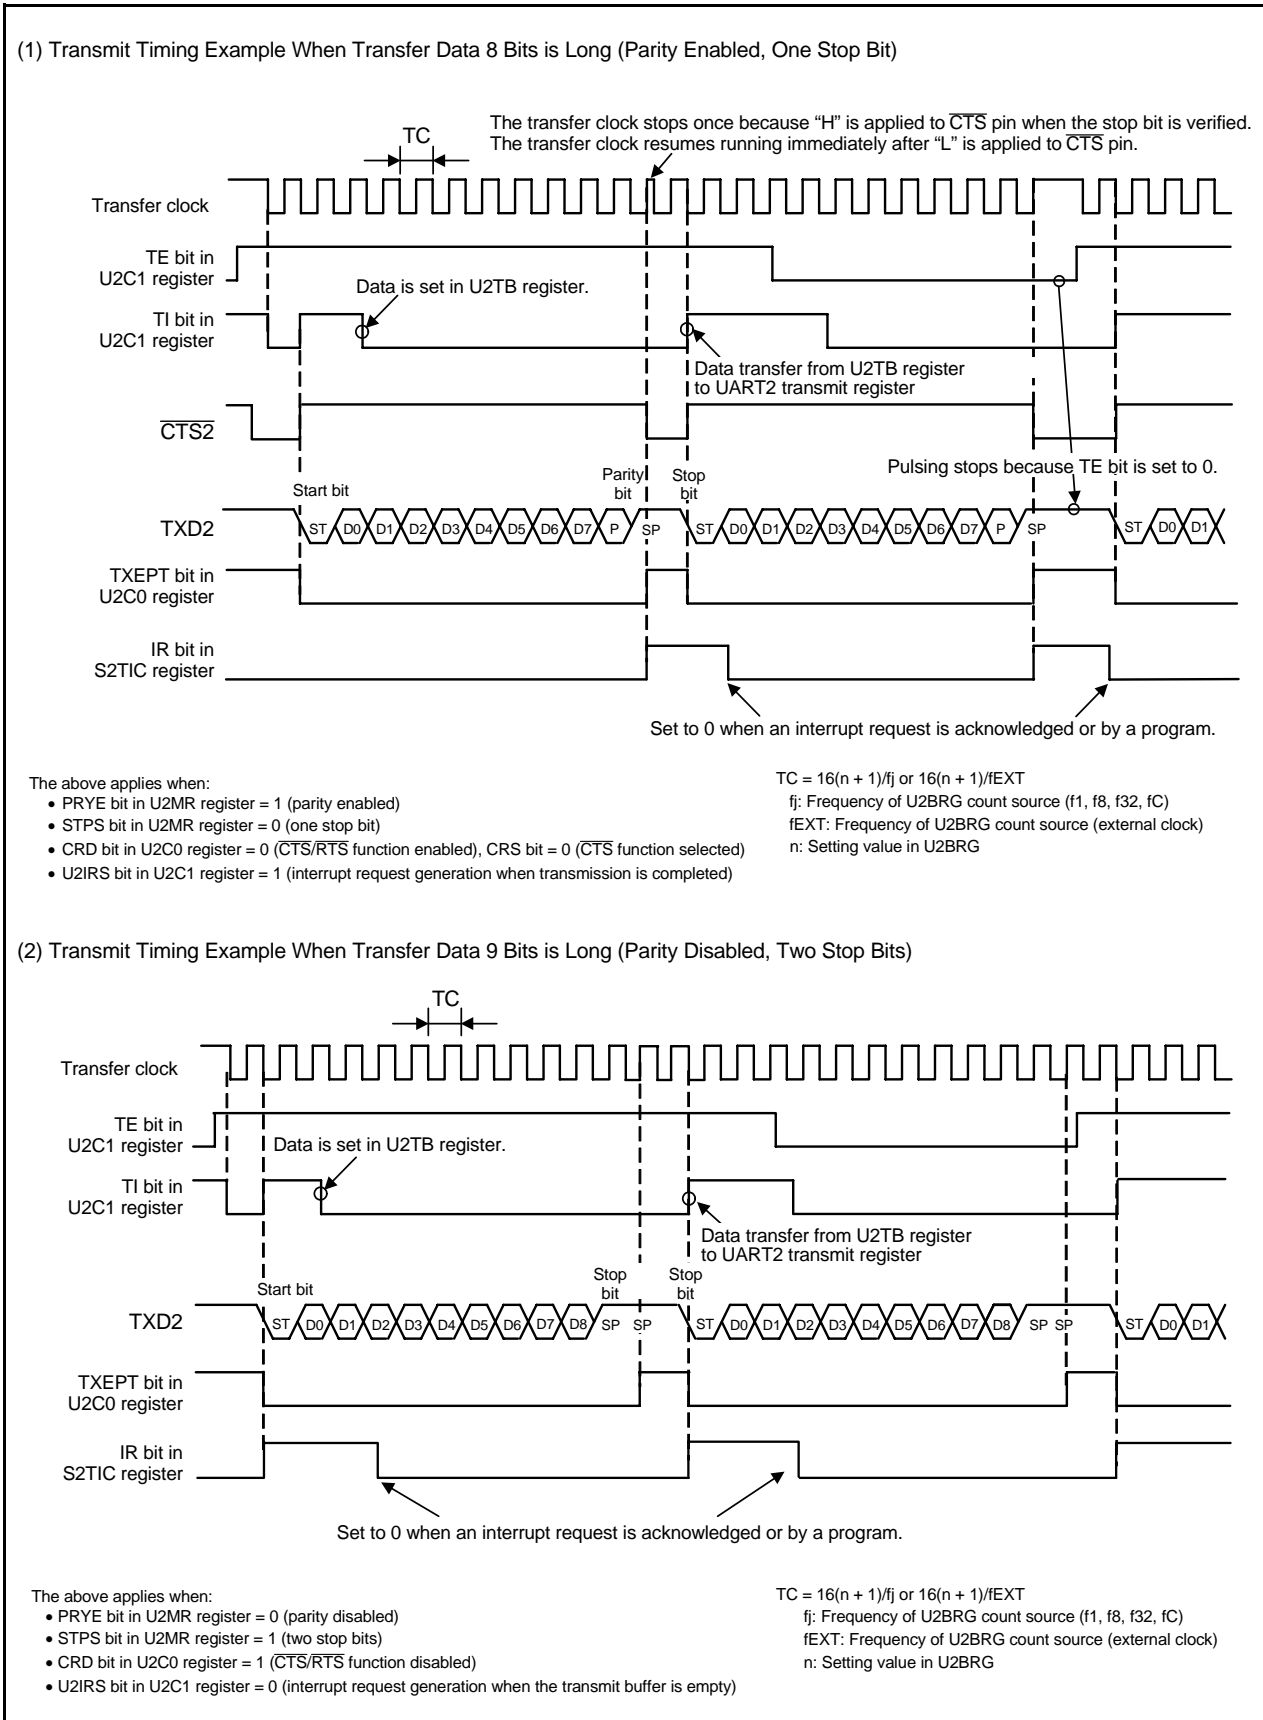 (1) Transmit Timing Example When Transfer Data 8 Bits is Long (Parity Enabled, One Stop Bit)
The transfer clock stops once because “H” is applied to CTS pin when the stop bit is verified.
The transfer clock resumes running immediately after “L” is applied to CTS pin.
TC
Transfer clock
TE bit in
U2C1 register
Data is set in U2TB register.
TI bit in
U2C1 register
Data transfer from U2TB register
to UART2 transmit register
CTS2
Pulsing stops because TE bit is set to 0.
Start bit
Parity
bit
Stop
bit
TXD2
ST D0 D1 D2 D3 D4 D5 D6 D7 P SP ST D0 D1 D2 D3 D4 D5 D6 D7 P SP ST D0 D1
TXEPT bit in
U2C0 register
IR bit in
S2TIC register
Set to 0 when an interrupt request is acknowledged or by a program.
The above applies when:
• PRYE bit in U2MR register = 1 (parity enabled)
• STPS bit in U2MR register = 0 (one stop bit)
• CRD bit in U2C0 register = 0 (CTS/RTS function enabled), CRS bit = 0 (CTS function selected)
• U2IRS bit in U2C1 register = 1 (interrupt request generation when transmission is completed)
TC = 16(n + 1)/fj or 16(n + 1)/fEXT
fj: Frequency of U2BRG count source (f1, f8, f32, fC)
fEXT: Frequency of U2BRG count source (external clock)
n: Setting value in U2BRG
(2) Transmit Timing Example When Transfer Data 9 Bits is Long (Parity Disabled, Two Stop Bits)
TC
Transfer clock
TE bit in
U2C1 register
Data is set in U2TB register.
TI bit in
U2C1 register
Data transfer from U2TB register
to UART2 transmit register
Start bit
Stop
bit
Stop
bit
TXD2
ST D0 D1 D2 D3 D4 D5 D6 D7 D8 SP SP ST D0 D1 D2 D3 D4 D5 D6 D7 D8 SP SP ST D0 D1
TXEPT bit in
U2C0 register
IR bit in
S2TIC register
Set to 0 when an interrupt request is acknowledged or by a program.
The above applies when:
• PRYE bit in U2MR register = 0 (parity disabled)
• STPS bit in U2MR register = 1 (two stop bits)
• CRD bit in U2C0 register = 1 (CTS/RTS function disabled)
• U2IRS bit in U2C1 register = 0 (interrupt request generation when the transmit buffer is empty)
TC = 16(n + 1)/fj or 16(n + 1)/fEXT
fj: Frequency of U2BRG count source (f1, f8, f32, fC)
fEXT: Frequency of U2BRG count source (external clock)
n: Setting value in U2BRG